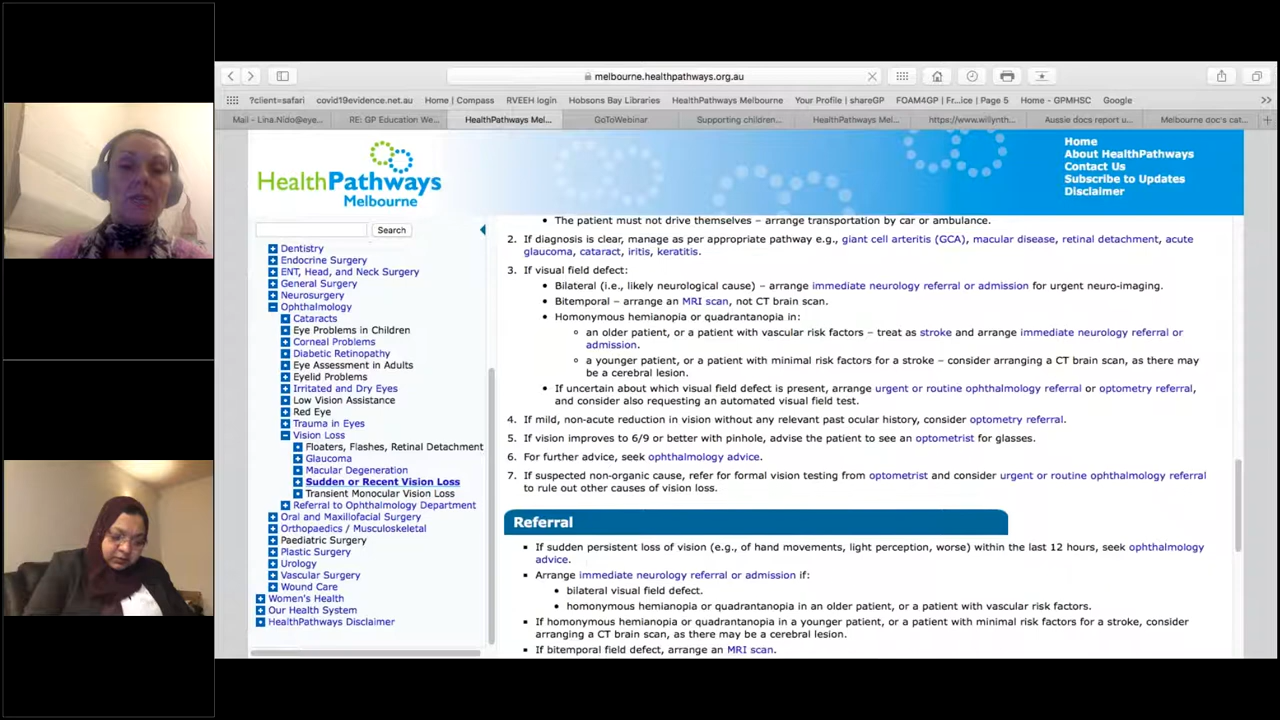 melbourne.healthpathways.org.au
?client=safari covid19evidence.net.au Home | Compass RVEEH login Hobsons Bay Libraries HealthPathways Melbourne Your Profile | shareGP FOAM4GP | Fr...ice | Page 5 Home - GPMHSC Google
Mail - Lina.Nido@eye... RE: GP Education We... HealthPathways Mel... GoToWebinar Supporting children... HealthPathways Mel... https://www.willynth... Aussie docs report u... Melbourne doc's cat...
HealthPathways
Melbourne
Home
About HealthPathways
Contact Us
Subscribe to Updates
Disclaimer
Search
Dentistry
Endocrine Surgery
ENT, Head, and Neck Surgery
General Surgery
Neurosurgery
Ophthalmology
Cataracts
Eye Problems in Children
Corneal Problems
Diabetic Retinopathy
Eye Assessment in Adults
Eyelid Problems
Irritated and Dry Eyes
Low Vision Assistance
Red Eye
Trauma in Eyes
Vision Loss
Floaters, Flashes, Retinal Detachment
Glaucoma
Macular Degeneration
Sudden or Recent Vision Loss
Transient Monocular Vision Loss
Referral to Ophthalmology Department
Oral and Maxillofacial Surgery
Orthopaedics / Musculoskeletal
Paediatric Surgery
Plastic Surgery
Urology
Vascular Surgery
Wound Care
Women's Health
Our Health System
HealthPathways Disclaimer
• The patient must not drive themselves – arrange transportation by car or ambulance.
2. If diagnosis is clear, manage as per appropriate pathway e.g., giant cell arteritis (GCA), macular disease, retinal detachment, acute
glaucoma, cataract, iritis, keratitis.
3. If visual field defect:
• Bilateral (i.e., likely neurological cause) – arrange immediate neurology referral or admission for urgent neuro-imaging.
• Bitemporal – arrange an MRI scan, not CT brain scan.
• Homonymous hemianopia or quadrantanopia in:
an older patient, or a patient with vascular risk factors – treat as stroke and arrange immediate neurology referral or
admission.
a younger patient, or a patient with minimal risk factors for a stroke – consider arranging a CT brain scan, as there may
be a cerebral lesion.
• If uncertain about which visual field defect is present, arrange urgent or routine ophthalmology referral or optometry referral,
and consider also requesting an automated visual field test.
4. If mild, non-acute reduction in vision without any relevant past ocular history, consider optometry referral.
5. If vision improves to 6/9 or better with pinhole, advise the patient to see an optometrist for glasses.
6. For further advice, seek ophthalmology advice.
7. If suspected non-organic cause, refer for formal vision testing from optometrist and consider urgent or routine ophthalmology referral
to rule out other causes of vision loss.
Referral
If sudden persistent loss of vision (e.g., of hand movements, light perception, worse) within the last 12 hours, seek ophthalmology
advice.
Arrange immediate neurology referral or admission if:
• bilateral visual field defect.
• homonymous hemianopia or quadrantanopia in an older patient, or a patient with vascular risk factors.
If homonymous hemianopia or quadrantanopia in a younger patient, or a patient with minimal risk factors for a stroke, consider
arranging a CT brain scan, as there may be a cerebral lesion.
If bitemporal field defect, arrange an MRI scan.